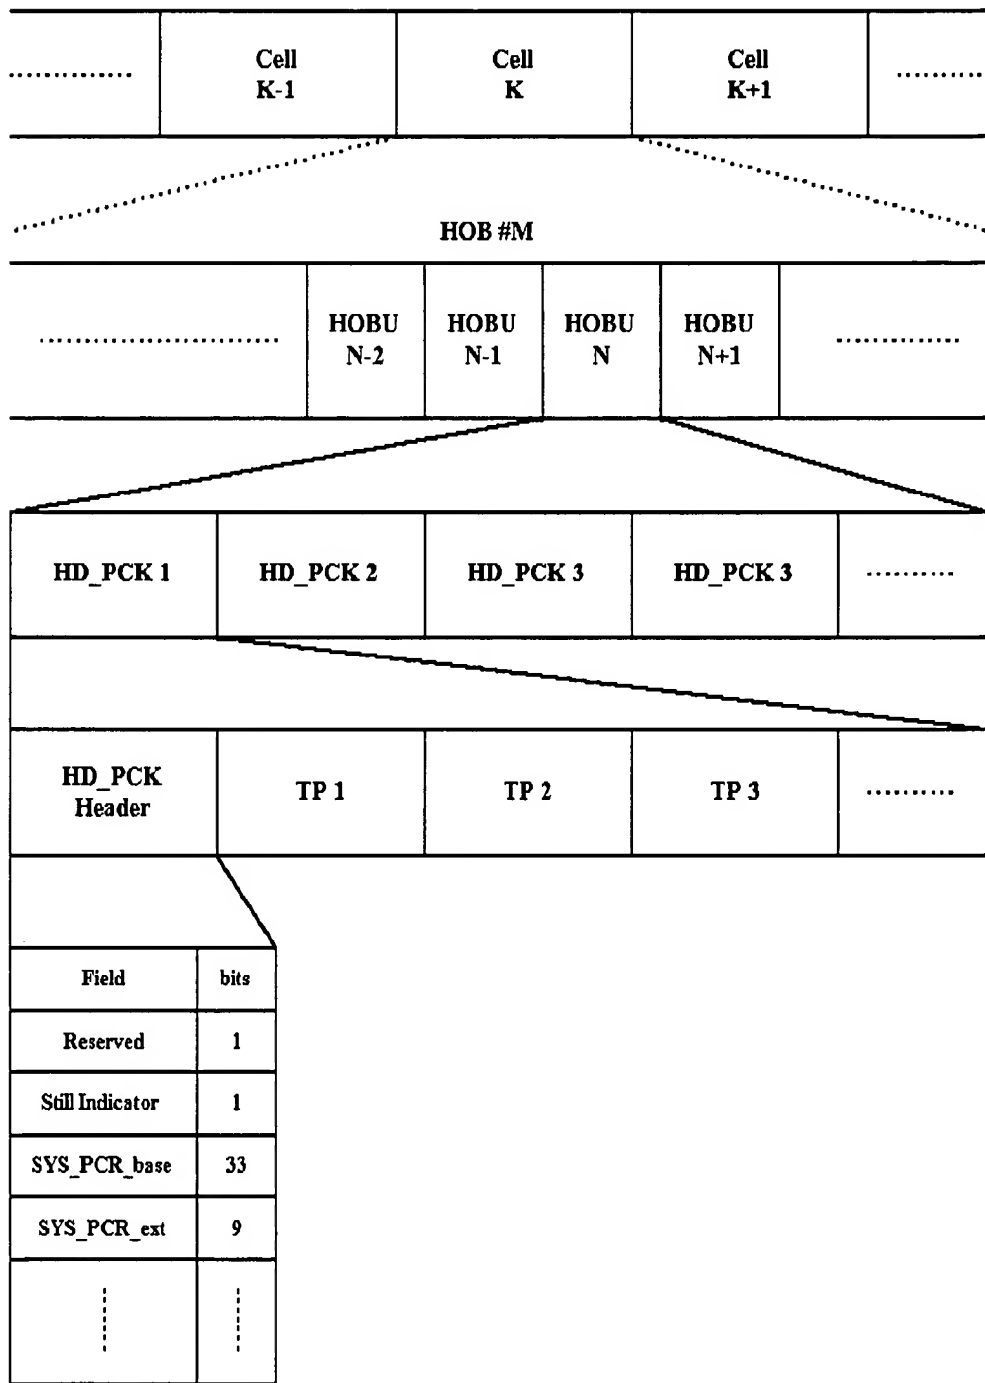 Cell
K-1
Cell
K
Cell
K+1
HOB #M
HOBU
N-2
HOBU
N-1
HOBU
N
HOBU
N+1
HD_PCK 1
HD_PCK 2
HD_PCK 3
HD_PCK 3
HD_PCK
Header
TP 1
TP 2
TP 3
Field bits
Reserved 1
Still Indicator 1
SYS_PCR_base 33
SYS_PCR_ext 9